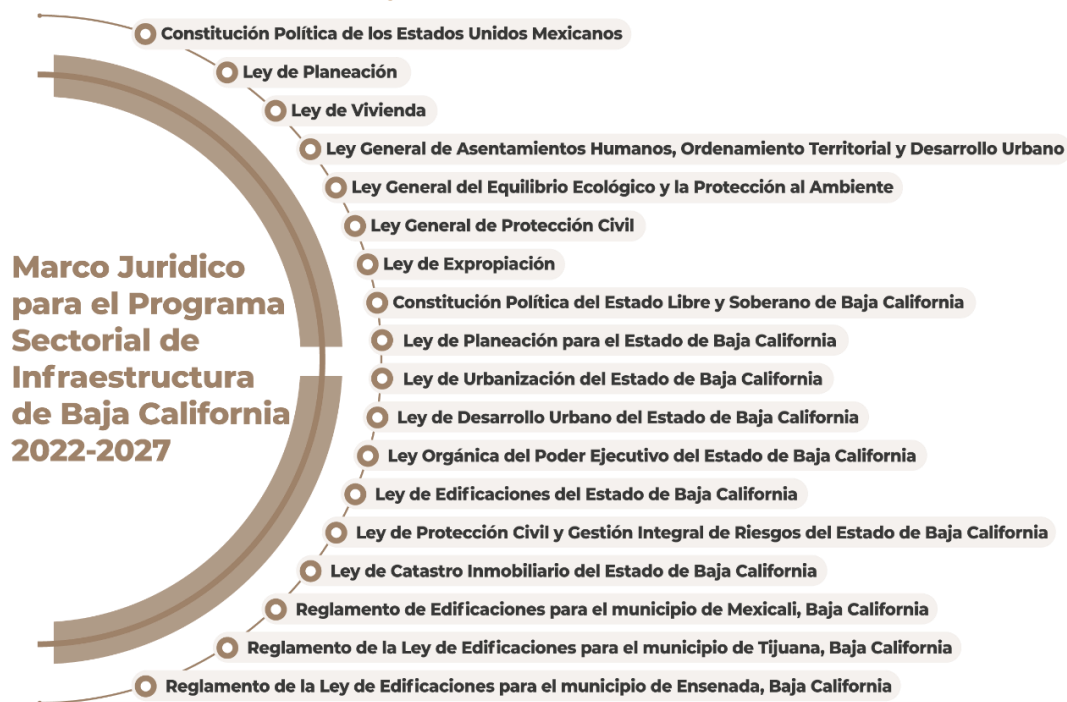 Marco Juridico
para el Programa
Sectorial de
Infraestructura
de Baja California
2022-2027
Constitución Política de los Estados Unidos Mexicanos
Ley de Planeación
Ley de Vivienda
Ley General de Asentamientos Humanos, Ordenamiento Territorial y Desarrollo Urbano
Ley General del Equilibrio Ecológico y la Protección al Ambiente
Ley General de Protección Civil
Ley de Expropiación
Constitución Política del Estado Libre y Soberano de Baja California
Ley de Planeación para el Estado de Baja California
Ley de Urbanización del Estado de Baja California
Ley de Desarrollo Urbano del Estado de Baja California
Ley Orgánica del Poder Ejecutivo del Estado de Baja California
Ley de Edificaciones del Estado de Baja California
Ley de Protección Civil y Gestión Integral de Riesgos del Estado de Baja California
Ley de Catastro Inmobiliario del Estado de Baja California
Reglamento de Edificaciones para el municipio de Mexicali, Baja California
Reglamento de la Ley de Edificaciones para el municipio de Tijuana, Baja California
Reglamento de la Ley de Edificaciones para el municipio de Ensenada, Baja California